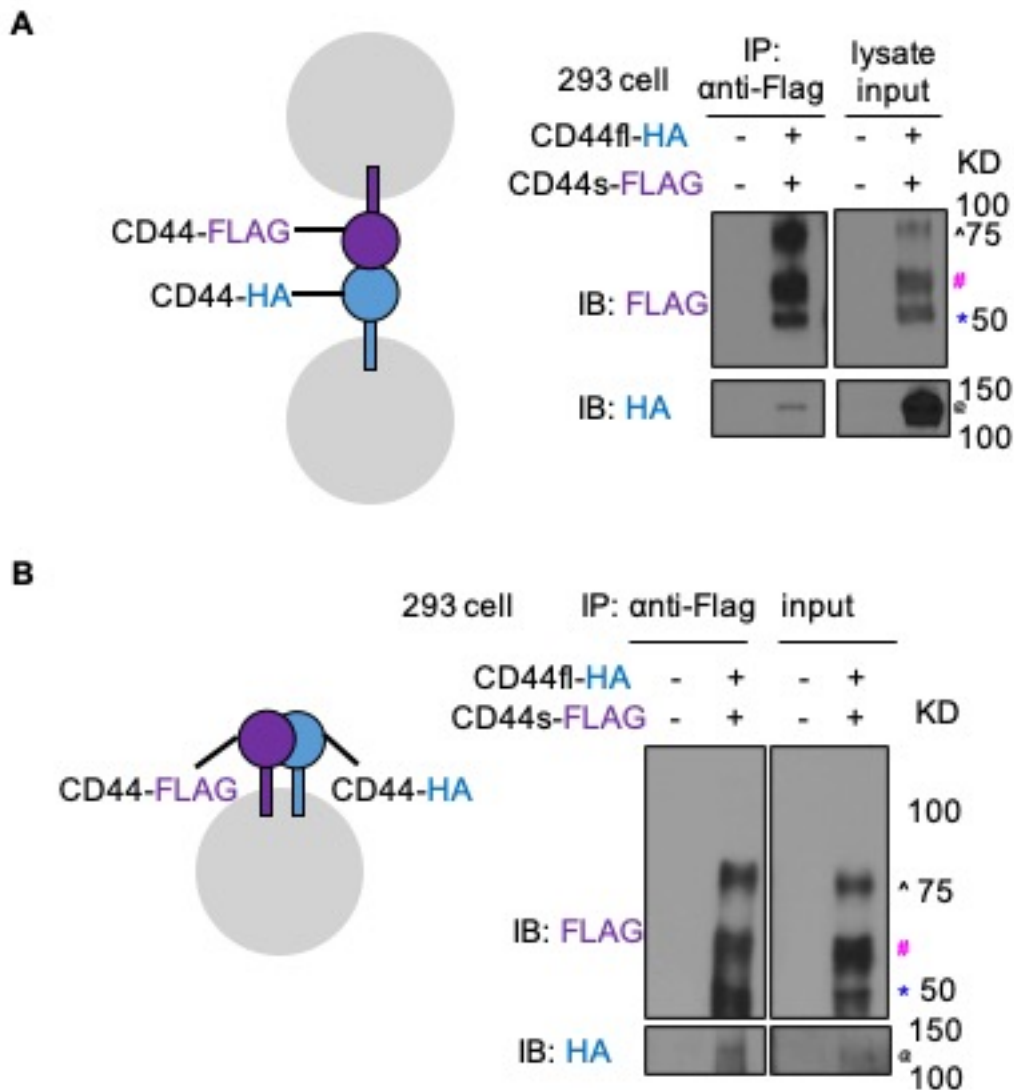 A
293 cell
IP:
anti-Flag
lysate
input
CD44fl-HA - + - +
CD44s-FLAG - + - +
KD
CD44-FLAG
CD44-HA
IB: FLAG
100
^75
#
*50
IB: HA
150
@
100
B
293 cell IP: anti-Flag input
CD44fl-HA - + - +
CD44s-FLAG - + - + KD
CD44-FLAG CD44-HA
IB: FLAG
100
^ 75
#
* 50
IB: HA
150
@
100